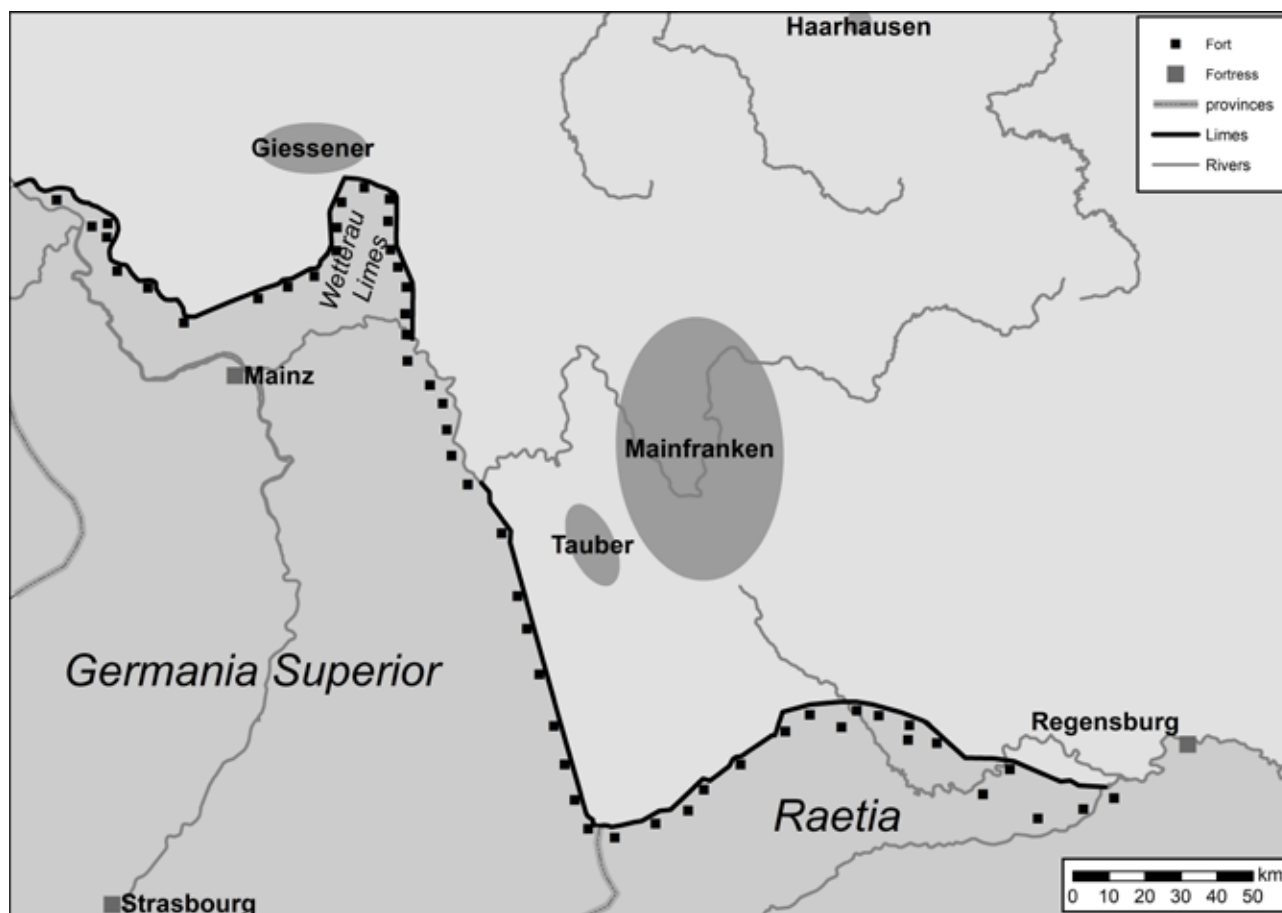 Haarhausen
Fort
Fortress
provinces
Limes
Rivers
Giessener
Wetterau
Limes
Mainz
Mainfranken
Tauber
Germania Superior
Regensburg
Raetia
Strasbourg
km
0 10 20 30 40 50